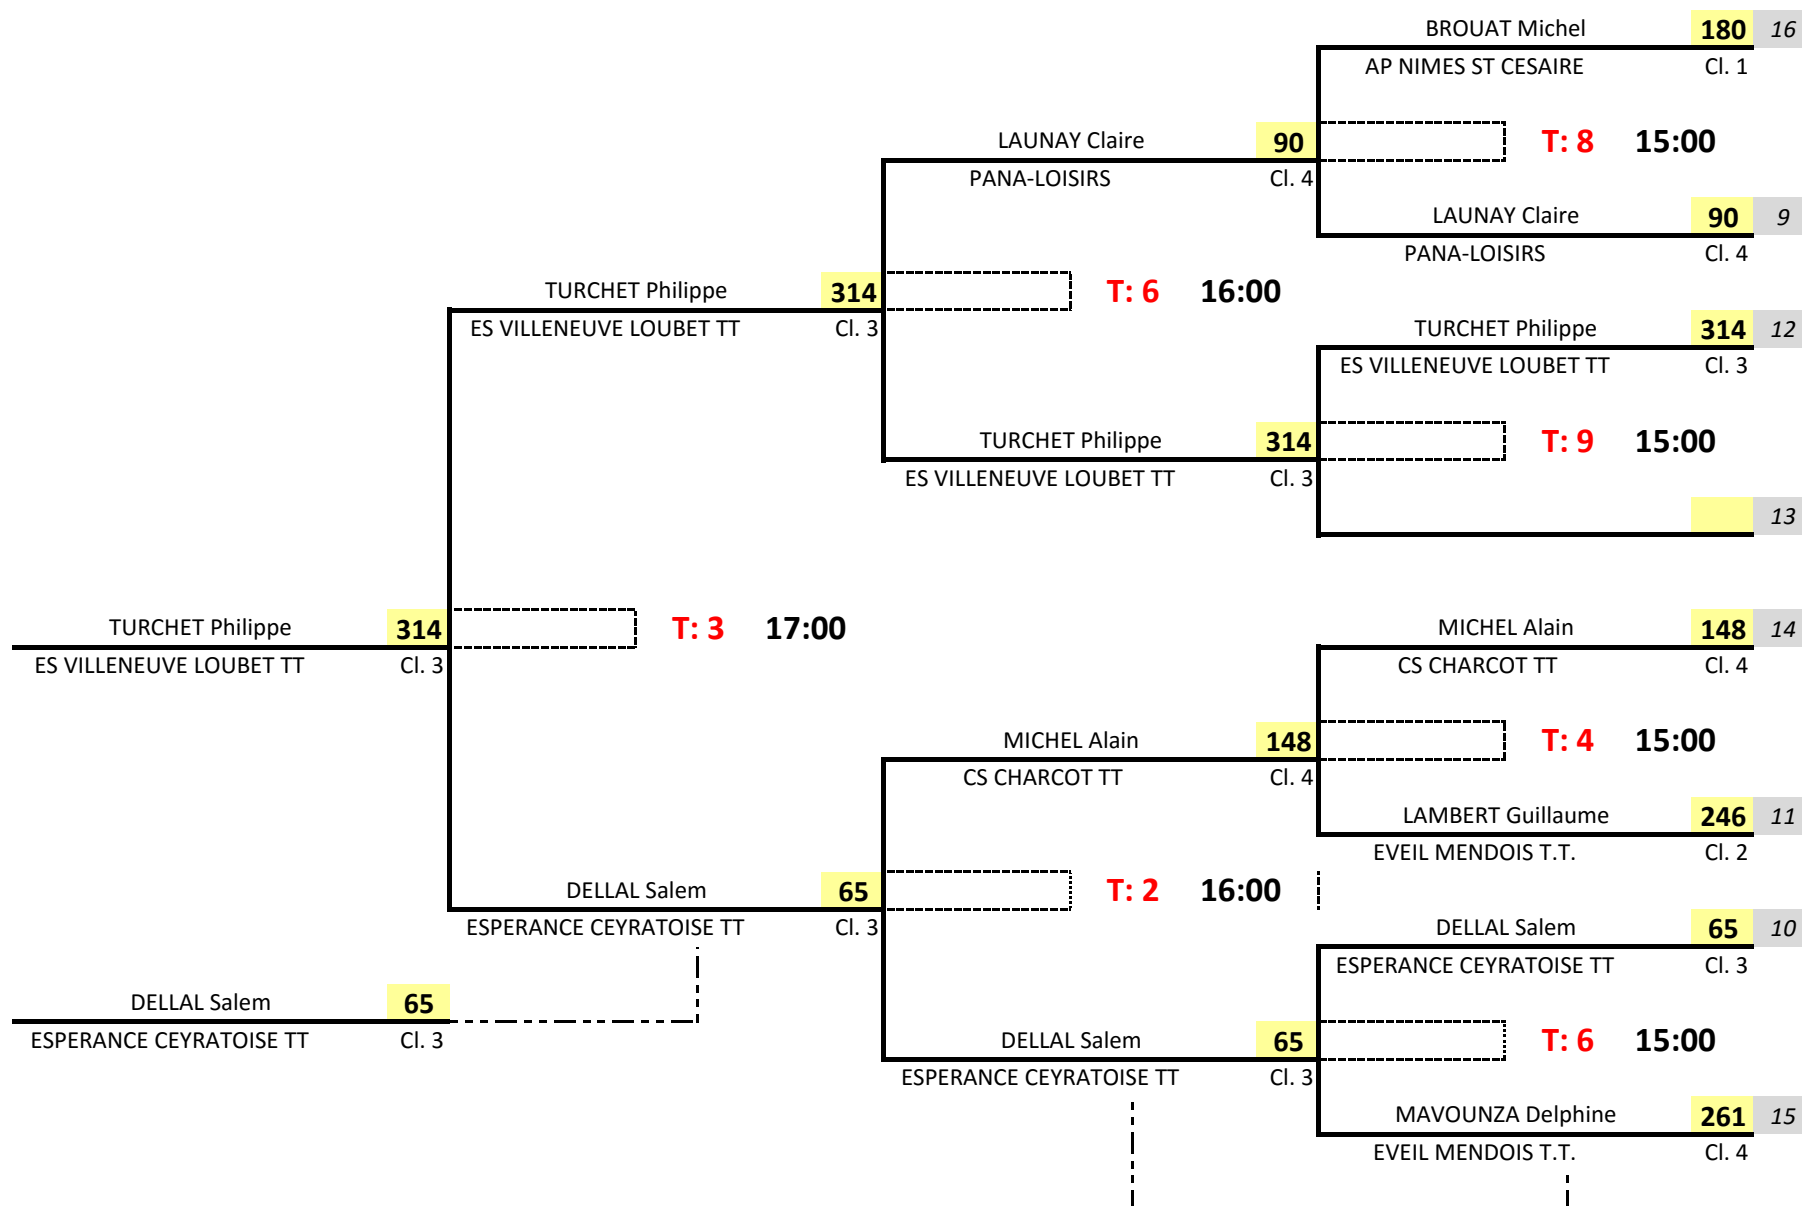 BROUAT Michel 180 16
AP NIMES ST CESAIRE Cl. 1
LAUNAY Claire 90 T: 8 15:00
PANA-LOISIRS Cl. 4
LAUNAY Claire 90 9
PANA-LOISIRS Cl. 4
TURCHET Philippe 314 T: 6 16:00
ES VILLENEUVE LOUBET TT Cl. 3
TURCHET Philippe 314 12
ES VILLENEUVE LOUBET TT Cl. 3
TURCHET Philippe 314 T: 9 15:00
ES VILLENEUVE LOUBET TT Cl. 3
13
TURCHET Philippe 314 T: 3 17:00
ES VILLENEUVE LOUBET TT Cl. 3
MICHEL Alain 148 14
CS CHARCOT TT Cl. 4
MICHEL Alain 148 T: 4 15:00
CS CHARCOT TT Cl. 4
LAMBERT Guillaume 246 11
EVEIL MENDOIS T.T. Cl. 2
DELLAL Salem 65 T: 2 16:00
ESPERANCE CEYRATOISE TT Cl. 3
DELLAL Salem 65 10
ESPERANCE CEYRATOISE TT Cl. 3
DELLAL Salem 65
ESPERANCE CEYRATOISE TT Cl. 3
DELLAL Salem 65 T: 6 15:00
ESPERANCE CEYRATOISE TT Cl. 3
MAVOUNZA Delphine 261 15
EVEIL MENDOIS T.T. Cl. 4